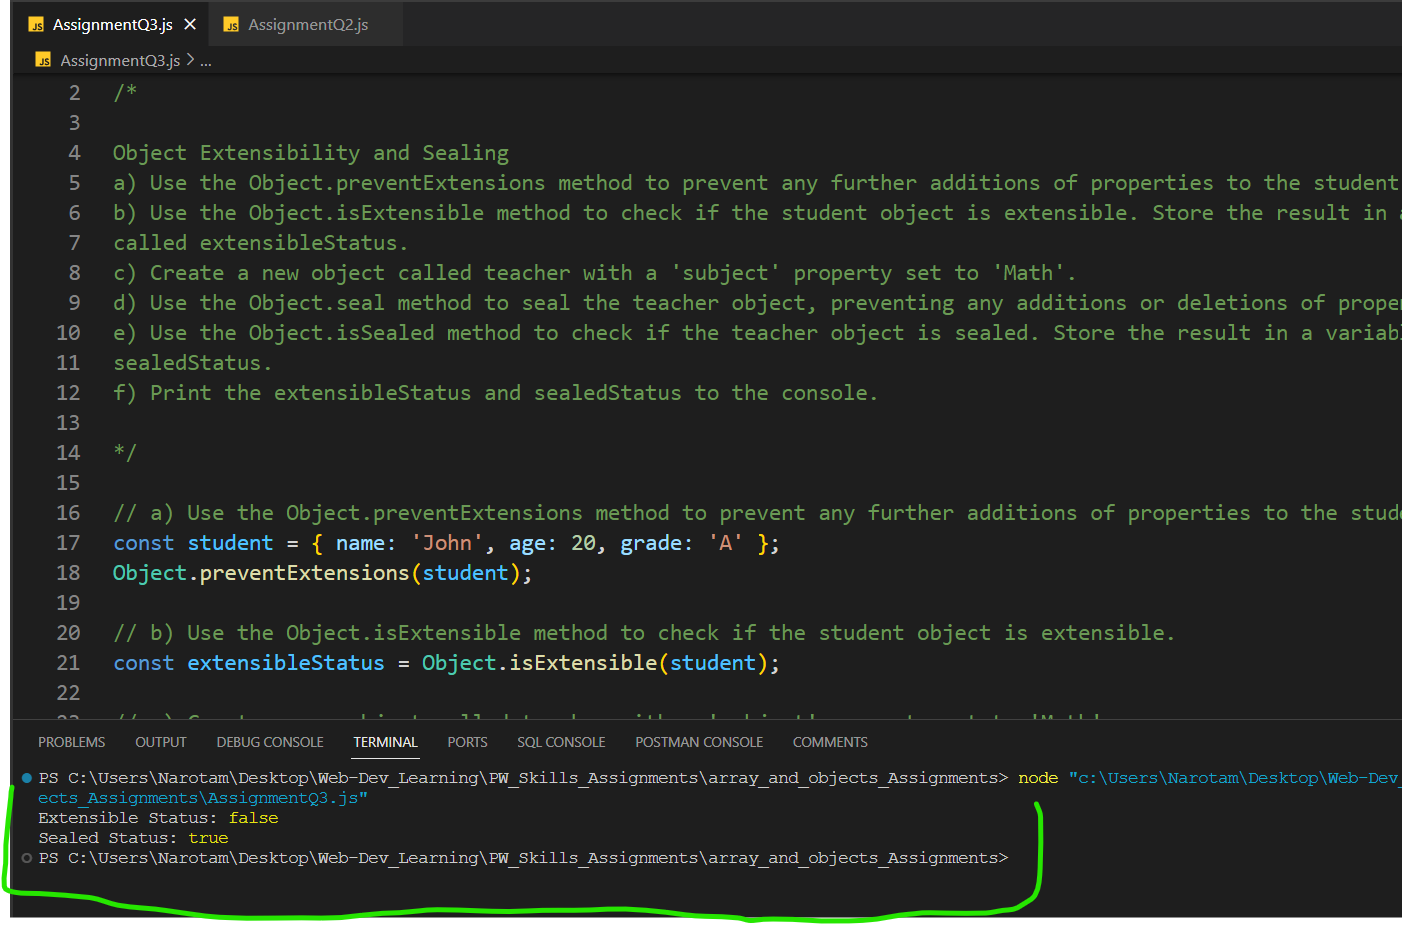 JS AssignmentQ3.js × JS AssignmentQ2.js
JS AssignmentQ3.js > ...
2 /*
3
4 Object Extensibility and Sealing
5 a) Use the Object.preventExtensions method to prevent any further additions of properties to the student
6 b) Use the Object.isExtensible method to check if the student object is extensible. Store the result in a
7 called extensibleStatus.
8 c) Create a new object called teacher with a 'subject' property set to 'Math'.
9 d) Use the Object.seal method to seal the teacher object, preventing any additions or deletions of proper
10 e) Use the Object.isSealed method to check if the teacher object is sealed. Store the result in a variabl
11 sealedStatus.
12 f) Print the extensibleStatus and sealedStatus to the console.
13
14 */
15
16 // a) Use the Object.preventExtensions method to prevent any further additions of properties to the stud
17 const student = { name: 'John', age: 20, grade: 'A' };
18 Object.preventExtensions(student);
19
20 // b) Use the Object.isExtensible method to check if the student object is extensible.
21 const extensibleStatus = Object.isExtensible(student);
22
PROBLEMS OUTPUT DEBUG CONSOLE TERMINAL PORTS SQL CONSOLE POSTMAN CONSOLE COMMENTS
PS C:\Users\Narotam\Desktop\Web-Dev_Learning\PW_Skills_Assignments\array_and_objects_Assignments> node "c:\Users\Narotam\Desktop\Web-Dev_
ects_Assignments\AssignmentQ3.js"
Extensible Status: false
Sealed Status: true
PS C:\Users\Narotam\Desktop\Web-Dev_Learning\PW_Skills_Assignments\array_and_objects_Assignments>